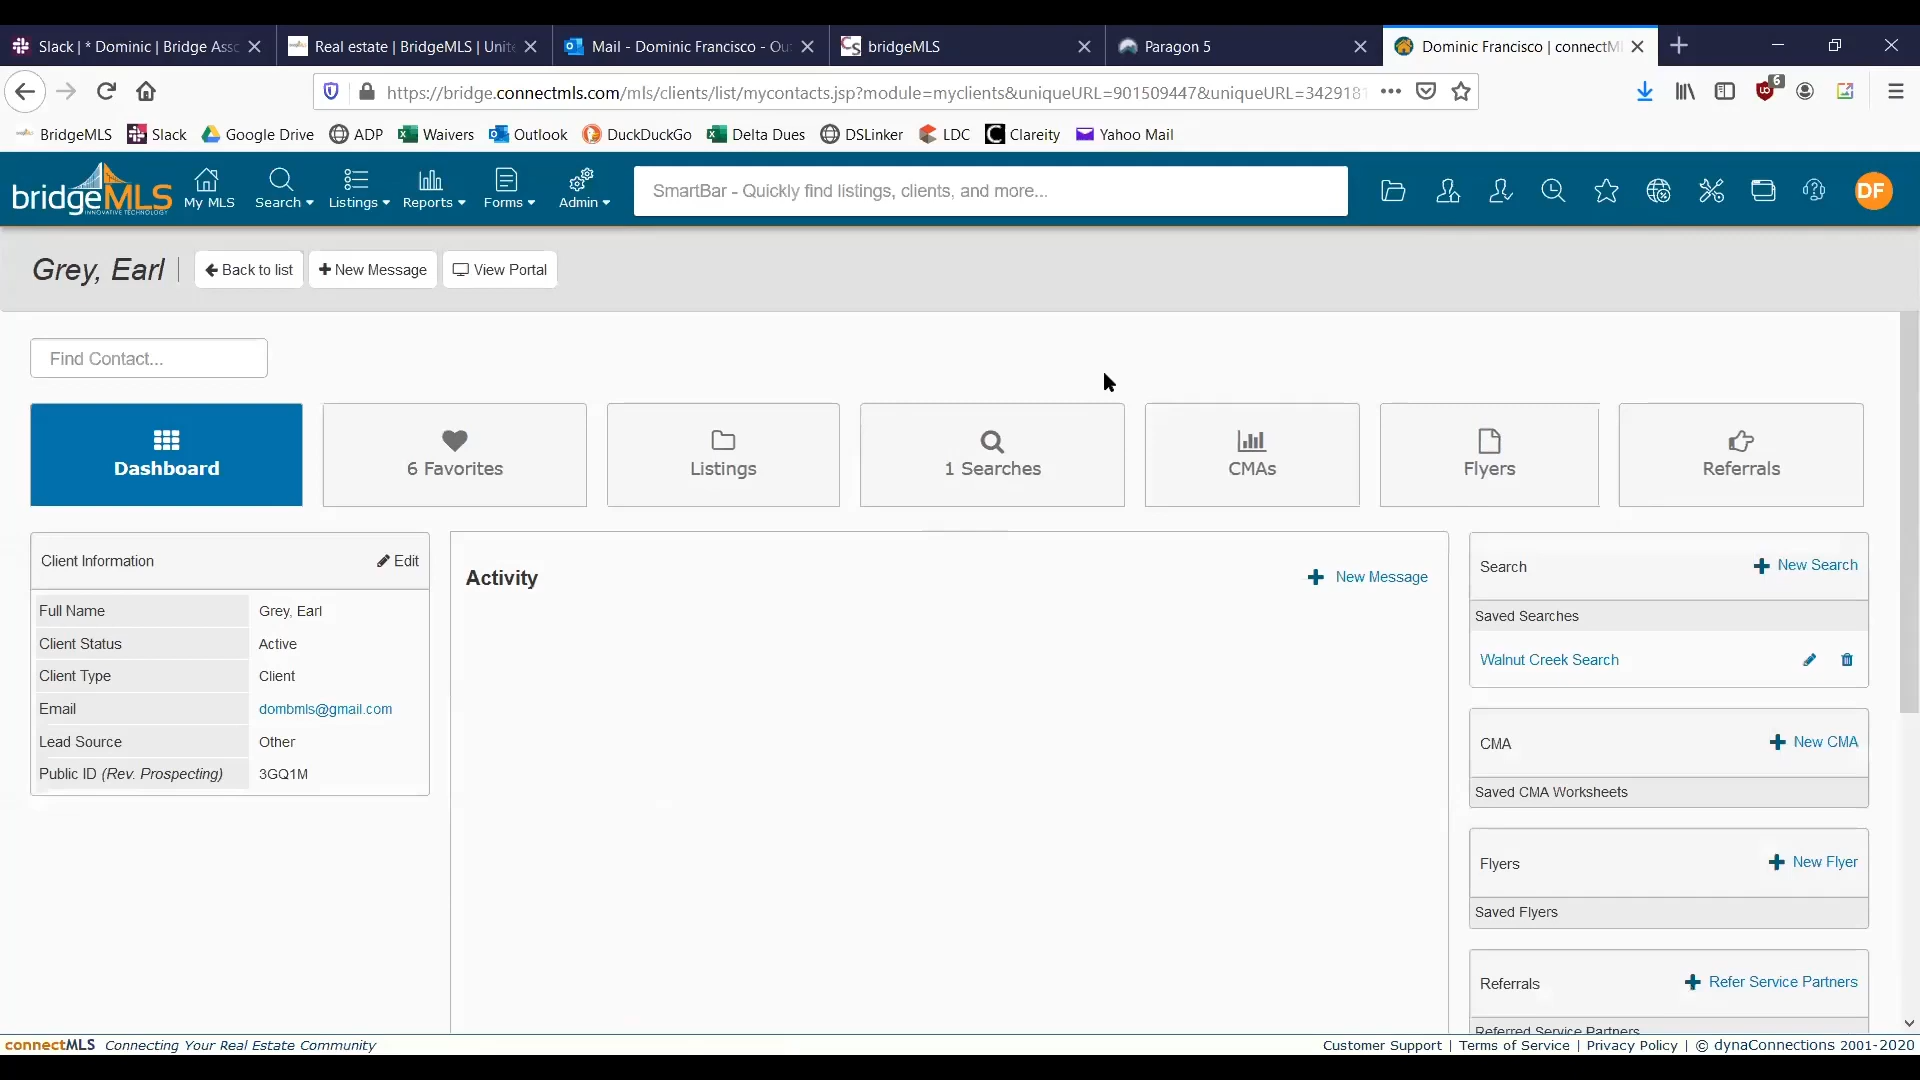 Slack | * Dominic | Bridge Asso
Real estate | BridgeMLS | Unite
Mail - Dominic Francisco - Ou
bridgeMLS
Paragon 5
Dominic Francisco | connectM
https://bridge.connectmls.com/mls/clients/list/mycontacts.jsp?module=myclients&uniqueURL=901509447&uniqueURL=3429181
6
BridgeMLS
Slack
Google Drive
ADP
Waivers
Outlook
DuckDuckGo
Delta Dues
DSLinker
LDC
Clareity
Yahoo Mail
bridgeMLS
INNOVATIVE TECHNOLOGY
My MLS
Search
Listings
Reports
Forms
Admin
SmartBar - Quickly find listings, clients, and more...
DF
Grey, Earl
Back to list
New Message
View Portal
Find Contact...
Dashboard
6 Favorites
Listings
1 Searches
CMAs
Flyers
Referrals
Client Information
Edit
Full Name Grey, Earl
Client Status Active
Client Type Client
Email dombmls@gmail.com
Lead Source Other
Public ID (Rev. Prospecting) 3GQ1M
Activity
New Message
Search
New Search
Saved Searches
Walnut Creek Search
CMA
New CMA
Saved CMA Worksheets
Flyers
New Flyer
Saved Flyers
Referrals
Refer Service Partners
Referred Service Partners
connectMLS Connecting Your Real Estate Community
Customer Support | Terms of Service | Privacy Policy | © dynaConnections 2001-2020